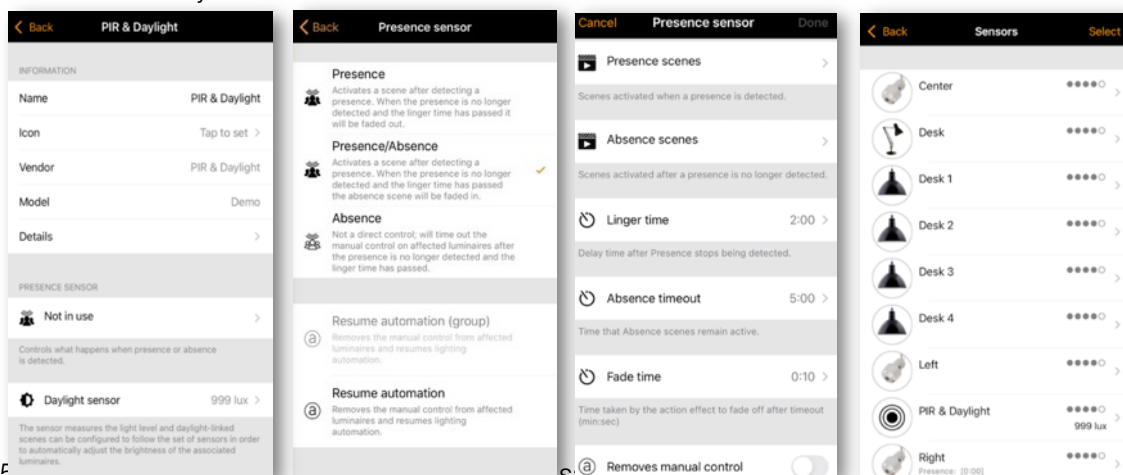 Back PIR & Daylight
INFORMATION
Name PIR & Daylight
Icon Tap to set
Vendor PIR & Daylight
Model Demo
Details
PRESENCE SENSOR
Not in use
Controls what happens when presence or absence
is detected.
Daylight sensor 999 lux
The sensor measures the light level and daylight-linked
scenes can be configured to follow the set of sensors in order
to automatically adjust the brightness of the associated
luminaires.
Back Presence sensor
Presence
Activates a scene after detecting a
presence. When the presence is no longer
detected and the linger time has passed it
will be faded out.
Presence/Absence
Activates a scene after detecting a
presence. When the presence is no longer
detected and the linger time has passed
the absence scene will be faded in.
Absence
Not a direct control; will time out the
manual control on affected luminaires after
the presence is no longer detected and the
linger time has passed.
Resume automation (group)
Removes the manual control from affected
luminaires and resumes lighting
automation.
Resume automation
Removes the manual control from affected
luminaires and resumes lighting
automation.
Cancel Presence sensor Done
Presence scenes
Scenes activated when a presence is detected.
Absence scenes
Scenes activated after a presence is no longer detected.
Linger time 2:00
Delay time after Presence stops being detected.
Absence timeout 5:00
Time that Absence scenes remain active.
Fade time 0:10
Time taken by the action effect to fade off after timeout
(min:sec)
Removes manual control
Back Sensors Select
Center
Desk
Desk 1
Desk 2
Desk 3
Desk 4
Left
PIR & Daylight
999 lux
Right
Presence: [0:00]